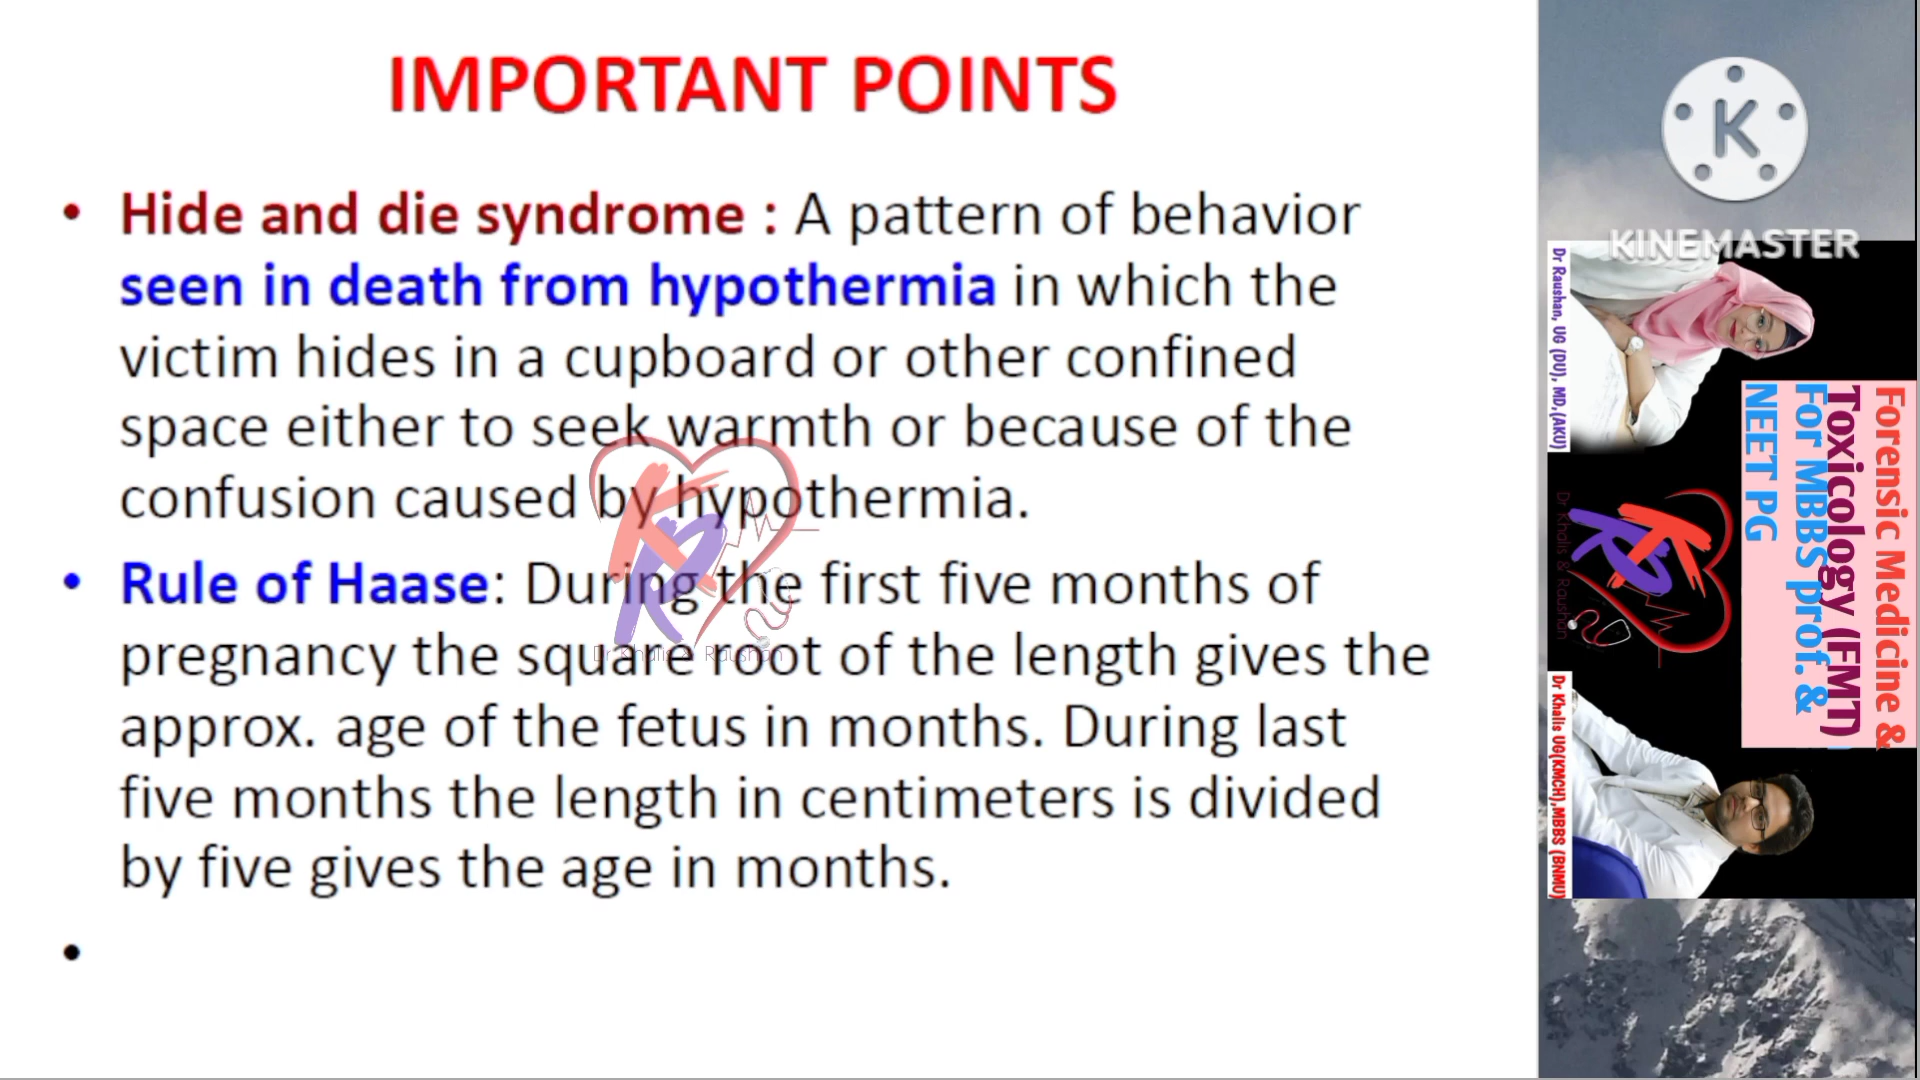 IMPORTANT POINTS
• Hide and die syndrome : A pattern of behavior
seen in death from hypothermia in which the
victim hides in a cupboard or other confined
space either to seek warmth or because of the
confusion caused by hypothermia.
• Rule of Haase: During the first five months of
pregnancy the square root of the length gives the
approx. age of the fetus in months. During last
five months the length in centimeters is divided
by five gives the age in months.
•
Dr Khalis & Raushan
K
KINEMASTER
Dr Raushan, UG (DU), MD,(AKU)
Forensic Medicine &
Toxicology (FMT)
For MBBS prof. &
NEET PG
Dr Khalis & Raushan
Dr Khalis UG(KMCH),MBBS (BNMU)